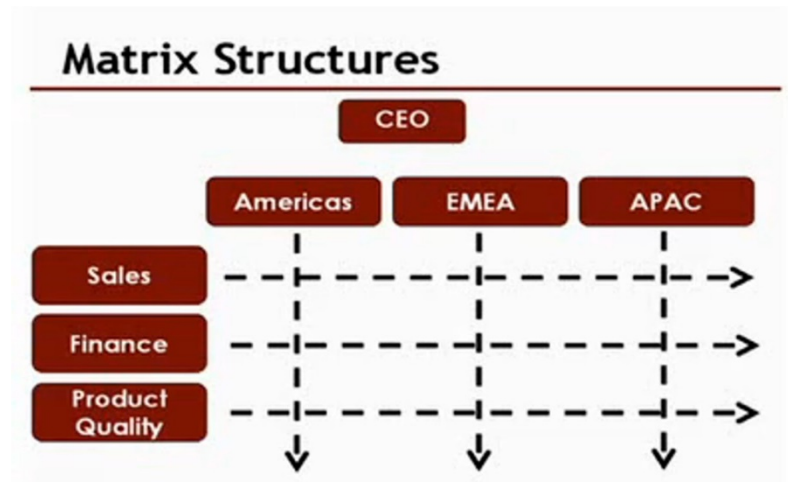 Matrix Structures
CEO
Americas
EMEA
APAC
Sales
Finance
Product
Quality